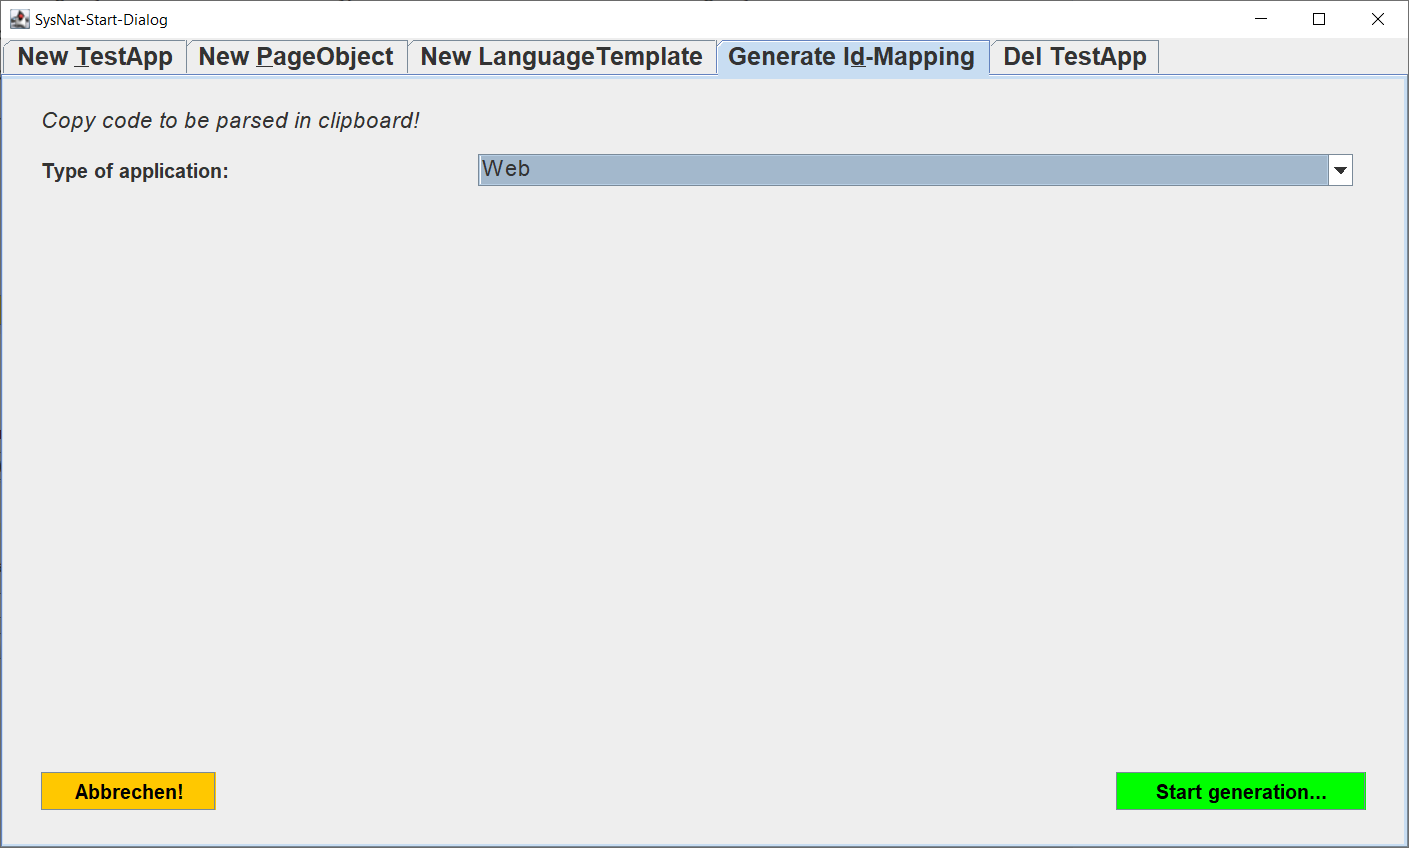 SysNat-Start-Dialog
New TestApp New PageObject New LanguageTemplate Generate Id-Mapping Del TestApp
Copy code to be parsed in clipboard!
Type of application: Web
Abbrechen! Start generation...